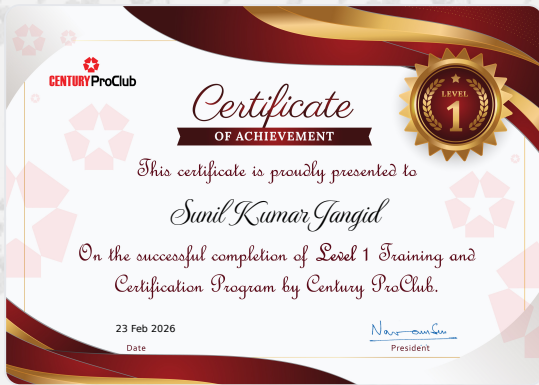 CENTURY ProClub
Certificate
OF ACHIEVEMENT
LEVEL
1
This certificate is proudly presented to
Sunil Kumar Jangid
On the successful completion of Level 1 Training and
Certification Program by Century ProClub.
23 Feb 2026
Date
President